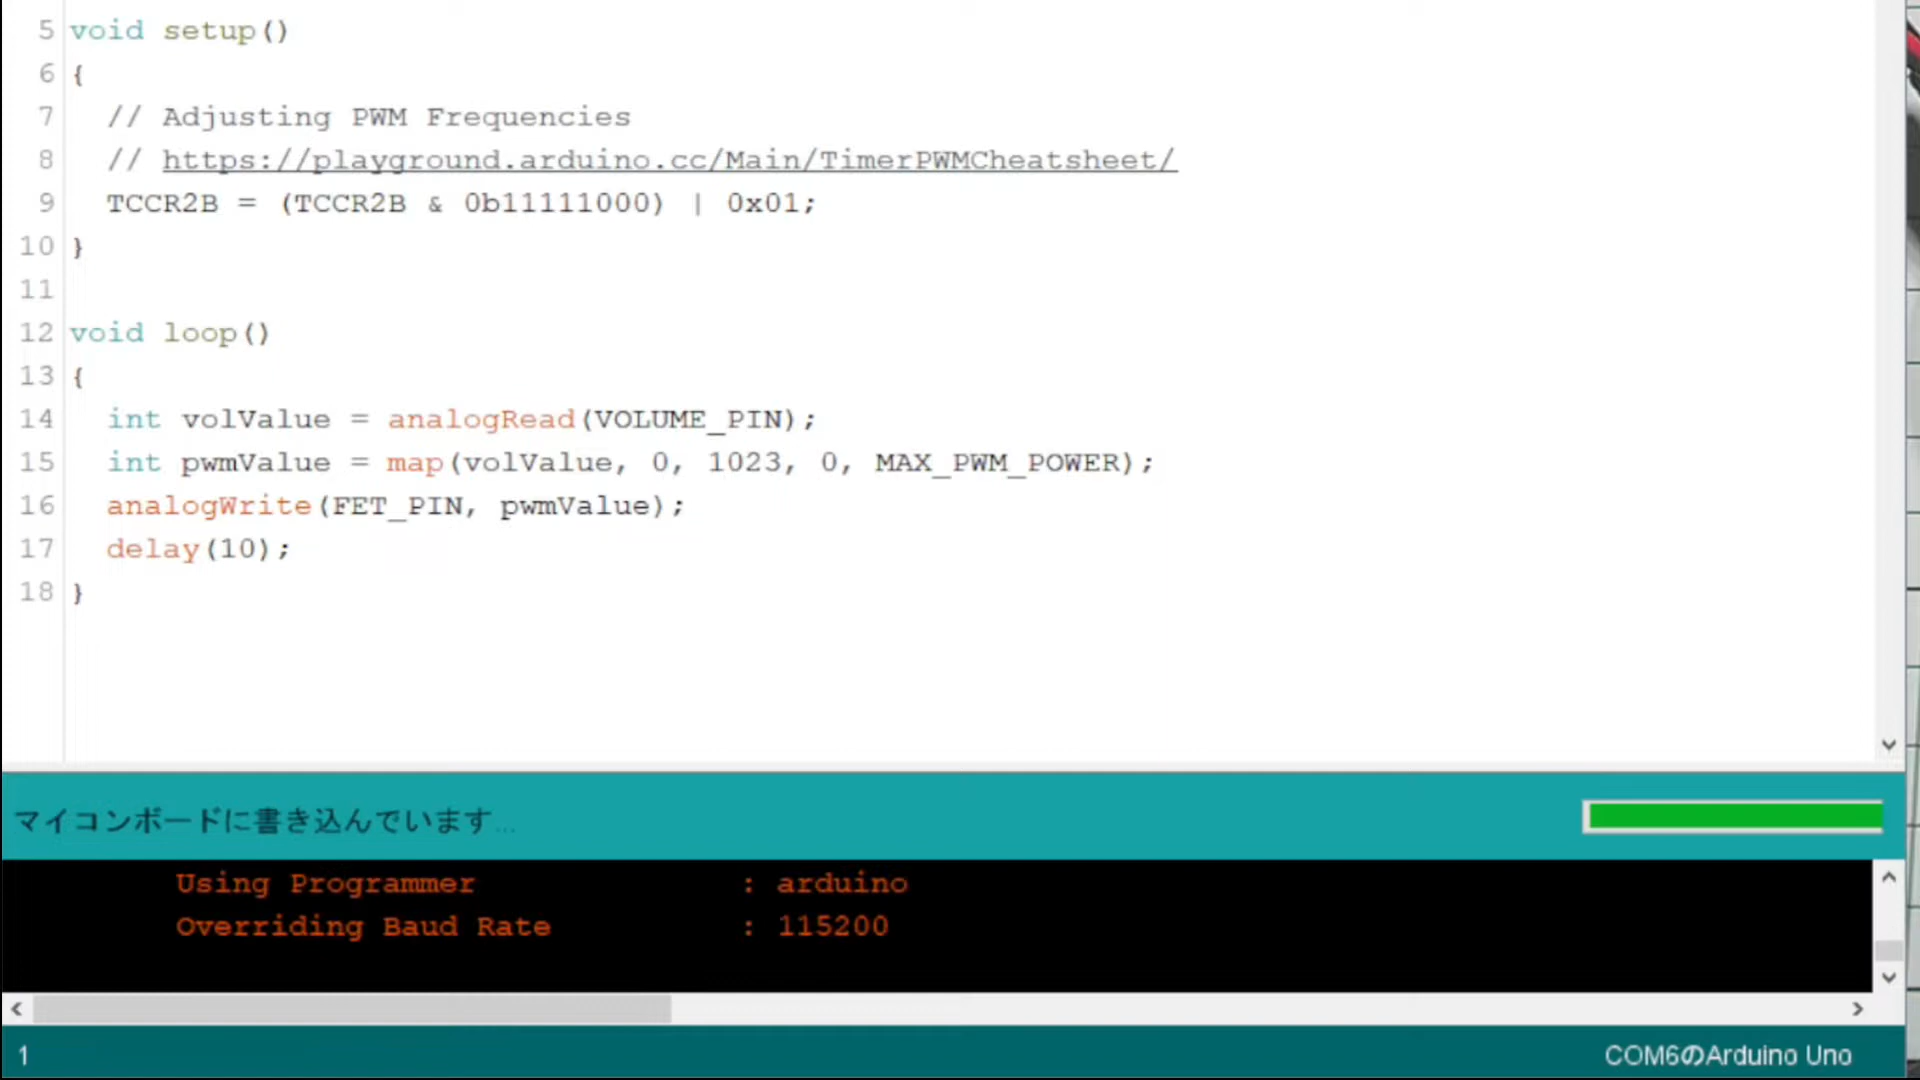 5 void setup()
6 {
7 // Adjusting PWM Frequencies
8 // https://playground.arduino.cc/Main/TimerPWMCheatsheet/
9 TCCR2B = (TCCR2B & 0b11111000) | 0x01;
10 }
11
12 void loop()
13 {
14 int volValue = analogRead(VOLUME_PIN);
15 int pwmValue = map(volValue, 0, 1023, 0, MAX_PWM_POWER);
16 analogWrite(FET_PIN, pwmValue);
17 delay(10);
18 }
マイコンボードに書き込んでいます...
Using Programmer : arduino
Overriding Baud Rate : 115200
1 COM6のArduino Uno